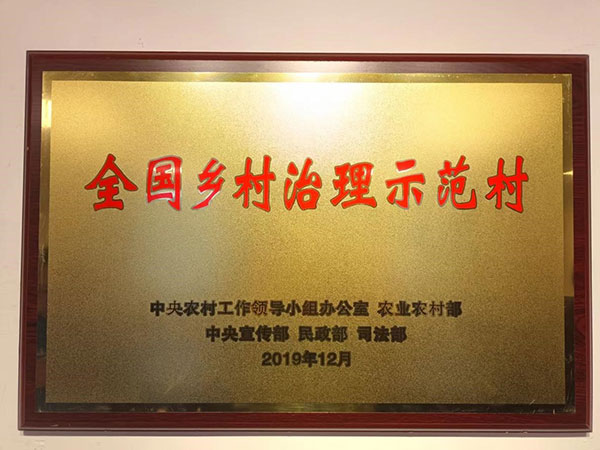 全国乡村治理示范村
中央农村工作领导小组办公室 农业农村部
中央宣传部 民政部 司法部
2019年12月